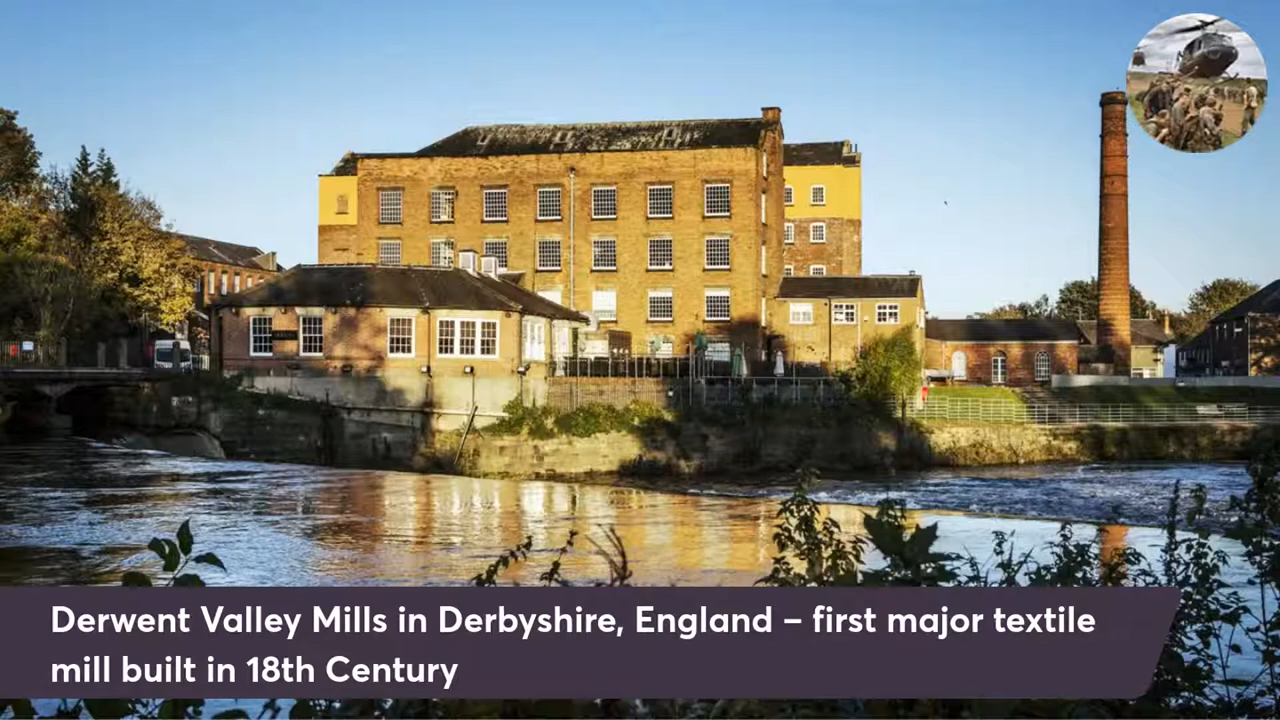 Derwent Valley Mills in Derbyshire, England – first major textile
mill built in 18th Century